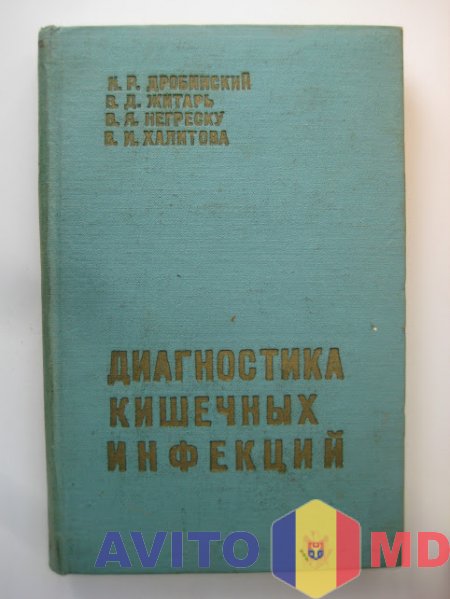 И. Р. ДРОБИНСКИЙ
В. Д. ЖИТАРЬ
В. Я. НЕГРЕСКУ
В. И. ХАЛИТОВА
ДИАГНОСТИКА
КИШЕЧНЫХ
ИНФЕКЦИЙ
AVITO MD